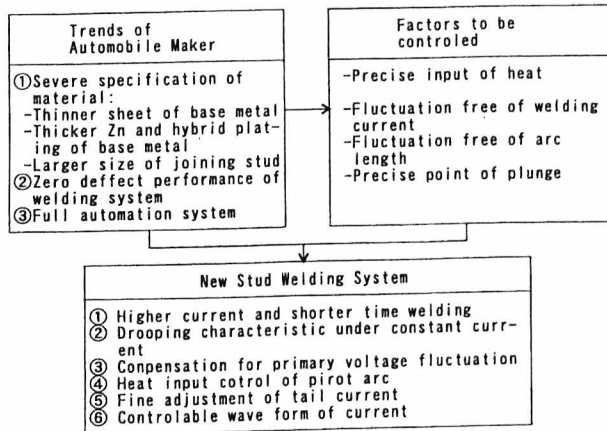 Trends of
Automobile Maker
①Severe specification of
material:
-Thinner sheet of base metal
-Thicker Zn and hybrid plat-
ing of base metal
-Larger size of joining stud
②Zero deffect performance of
welding system
③Full automation system
Factors to be
controled
-Precise input of heat
-Fluctuation free of welding
current
-Fluctuation free of arc
length
-Precise point of plunge
New Stud Welding System
① Higher current and shorter time welding
② Drooping characteristic under constant curr-
ent
③ Conpensation for primary voltage fluctuation
④ Heat input cotrol of pirot arc
⑤ Fine adjustment of tail current
⑥ Controlable wave form of current